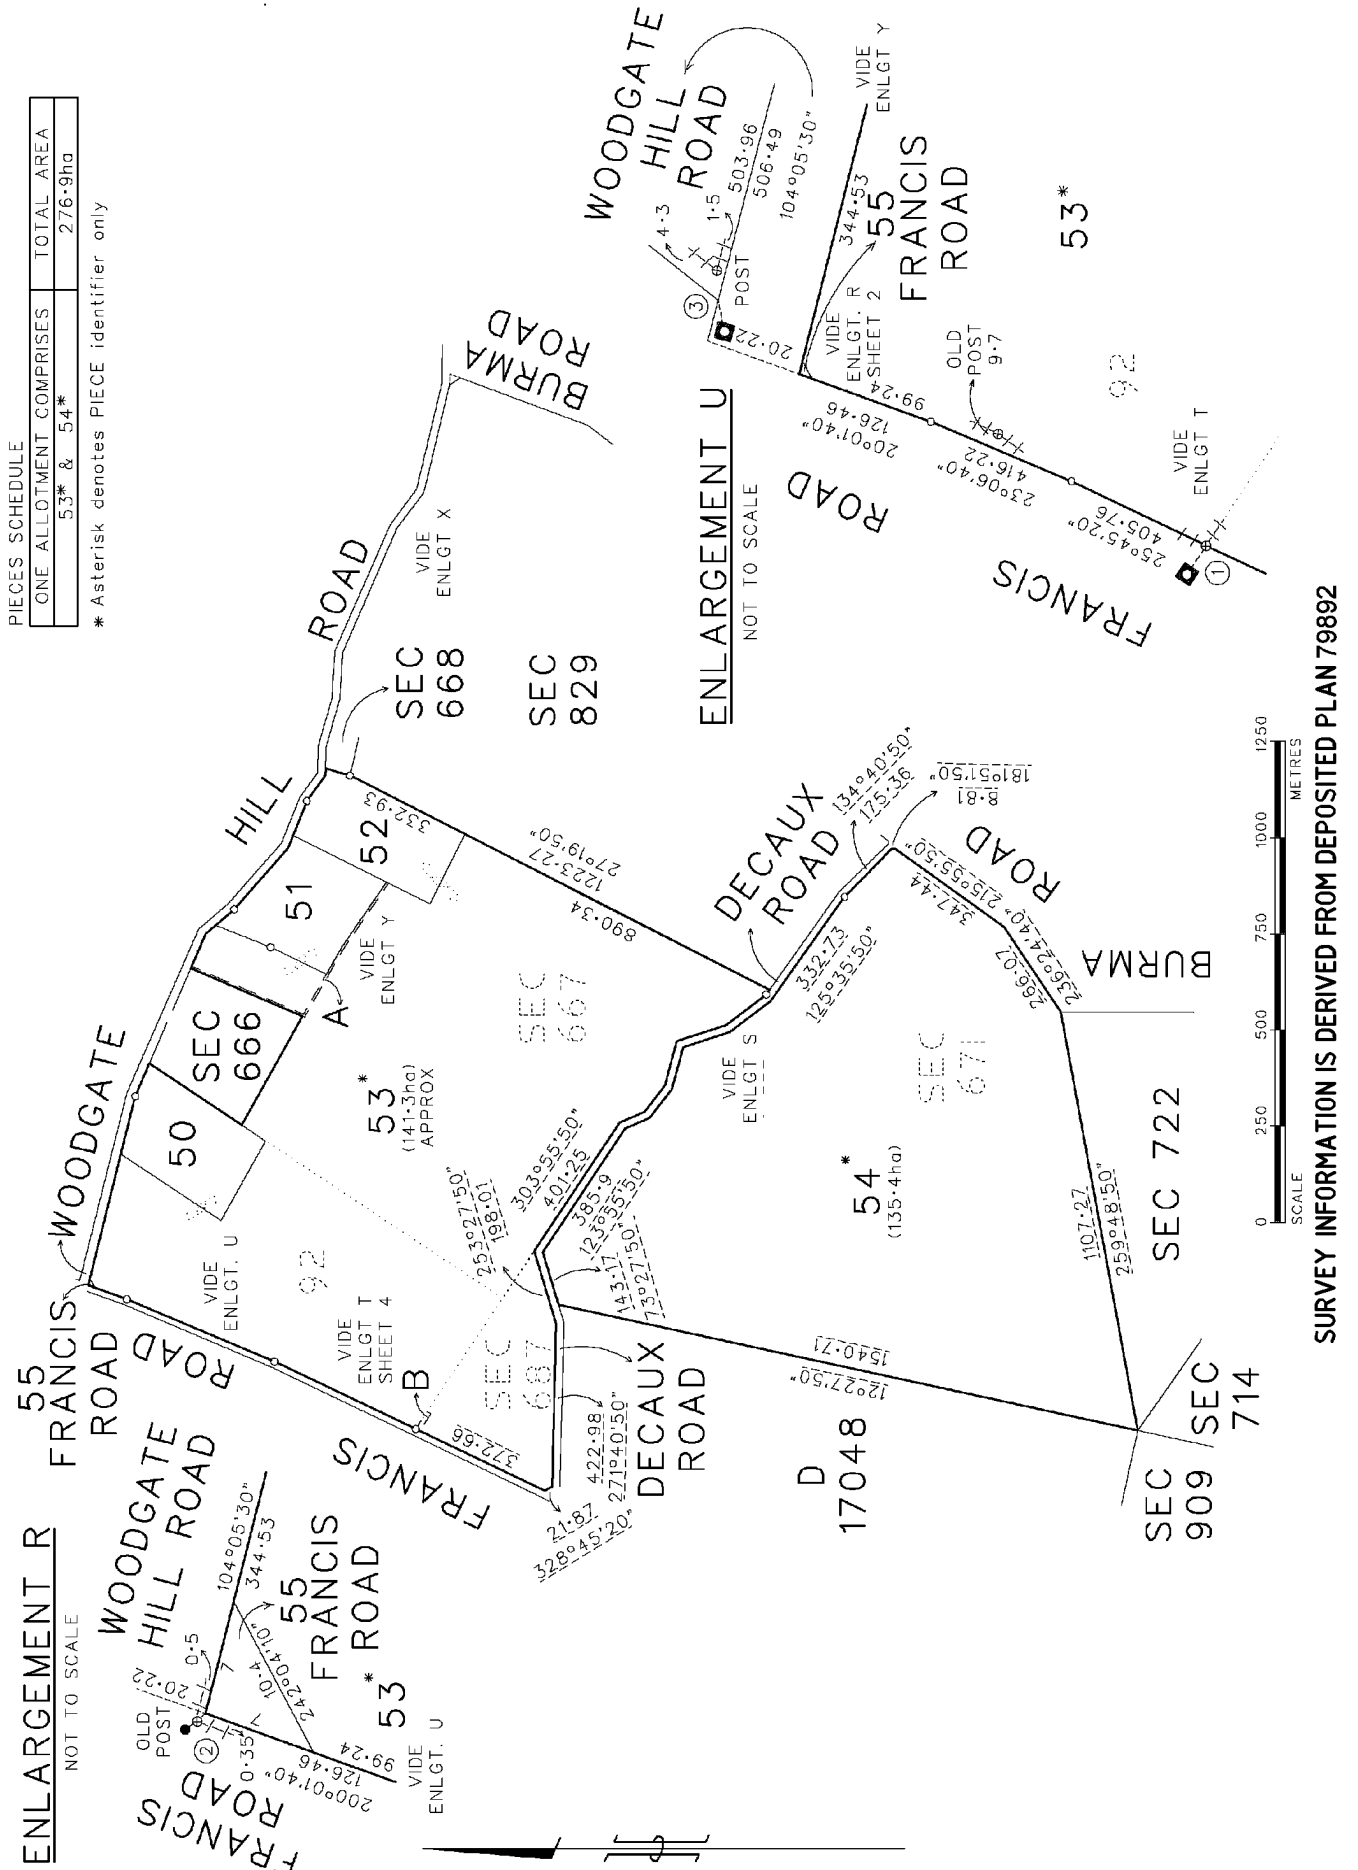 PIECES SCHEDULE
ONE ALLOTMENT COMPRISES
TOTAL AREA
53* & 54*
276·9ha
* Asterisk denotes PIECE identifier only
ENLARGEMENT R
NOT TO SCALE
WOODGATE
HILL ROAD
OLD
POST
20·22
0·5
104°05'30"
344·53
7
7
10·4
242°04'10"
55
FRANCIS
ROAD
2
0·35
200°01'40"
126·46
99·24
53*
VIDE
ENLGT. U
FRANCIS
ROAD
55
FRANCIS
ROAD
WOODGATE
HILL
ROAD
BURMA
ROAD
50
SEC
666
51
52
A
SEC
668
SEC
829
VIDE
ENLGT X
VIDE
ENLGT Y
VIDE
ENLGT. U
92
53*
(141·3ha)
APPROX
SEC
667
332·93
1223·27
27°19'50"
890·34
ROAD
FRANCIS
VIDE
ENLGT T
SHEET 4
B
SEC
687
372·66
21·87
328°45'20"
422·98
271°40'50"
DECAUX
ROAD
253°27'50"
198·01
303°55'50"
401·25
385·9
123°55'50"
143·17
73°27'50"
VIDE
ENLGT S
DECAUX
ROAD
332·73
125°35'50"
134°40'50"
175·36
8·81
181°51'50"
347·44
215°55'50"
266·07
236°24'40"
BURMA
ROAD
SEC
671
54*
(135·4ha)
1540·71
12°27'50"
D
17048
1107·27
259°48'50"
SEC 722
SEC
909
SEC
714
ENLARGEMENT U
NOT TO SCALE
WOODGATE
HILL
ROAD
3
4·3
1·5
POST
503·96
506·49
104°05'30"
20·22
344·53
VIDE
ENLGT Y
VIDE
ENLGT. R
SHEET 2
55
FRANCIS
ROAD
99·24
126·46
20°01'40"
OLD
POST
9·7
416·22
23°06'40"
92
53*
405·76
25°45'20"
VIDE
ENLGT T
1
ROAD
FRANCIS
0 250 500 750 1000 1250
SCALE METRES
SURVEY INFORMATION IS DERIVED FROM DEPOSITED PLAN 79892